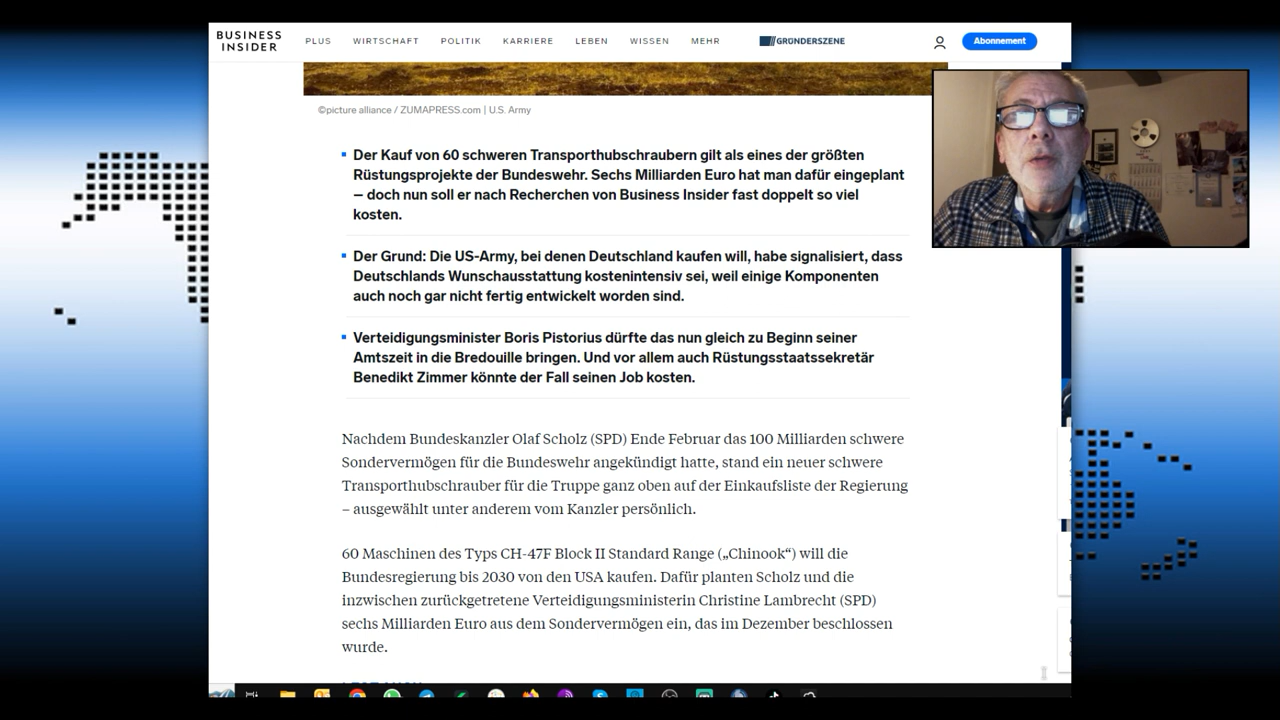 BUSINESS
INSIDER
PLUS WIRTSCHAFT POLITIK KARRIERE LEBEN WISSEN MEHR GRÜNDERSZENE Abonnement
©picture alliance / ZUMAPRESS.com | U.S. Army
Der Kauf von 60 schweren Transporthubschraubern gilt als eines der größten
Rüstungsprojekte der Bundeswehr. Sechs Milliarden Euro hat man dafür eingeplant
– doch nun soll er nach Recherchen von Business Insider fast doppelt so viel
kosten.
Der Grund: Die US-Army, bei denen Deutschland kaufen will, habe signalisiert, dass
Deutschlands Wunschausstattung kostenintensiv sei, weil einige Komponenten
auch noch gar nicht fertig entwickelt worden sind.
Verteidigungsminister Boris Pistorius dürfte das nun gleich zu Beginn seiner
Amtszeit in die Bredouille bringen. Und vor allem auch Rüstungsstaatssekretär
Benedikt Zimmer könnte der Fall seinen Job kosten.
Nachdem Bundeskanzler Olaf Scholz (SPD) Ende Februar das 100 Milliarden schwere
Sondervermögen für die Bundeswehr angekündigt hatte, stand ein neuer schwere
Transporthubschrauber für die Truppe ganz oben auf der Einkaufsliste der Regierung
– ausgewählt unter anderem vom Kanzler persönlich.
60 Maschinen des Typs CH-47F Block II Standard Range („Chinook“) will die
Bundesregierung bis 2030 von den USA kaufen. Dafür planten Scholz und die
inzwischen zurückgetretene Verteidigungsministerin Christine Lambrecht (SPD)
sechs Milliarden Euro aus dem Sondervermögen ein, das im Dezember beschlossen
wurde.